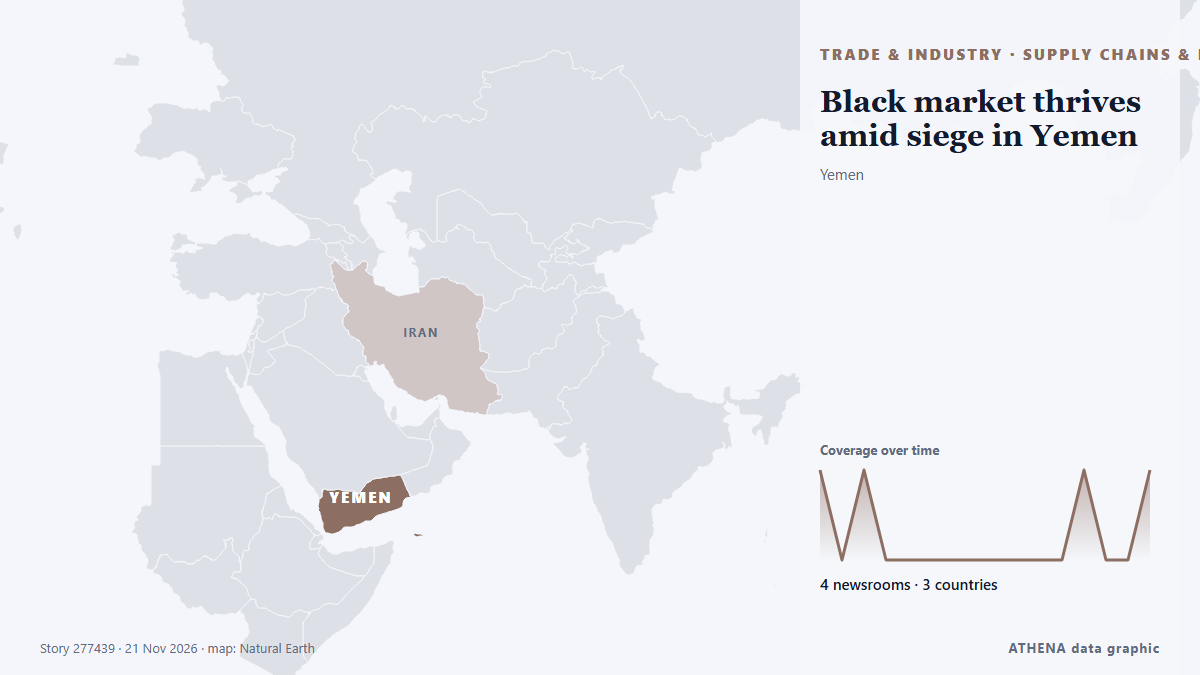 TRADE & INDUSTRY · SUPPLY CHAINS &
Black market thrives
amid siege in Yemen
Yemen
IRAN
YEMEN
Coverage over time
4 newsrooms · 3 countries
Story 277439 · 21 Nov 2026 · map: Natural Earth
ATHENA data graphic